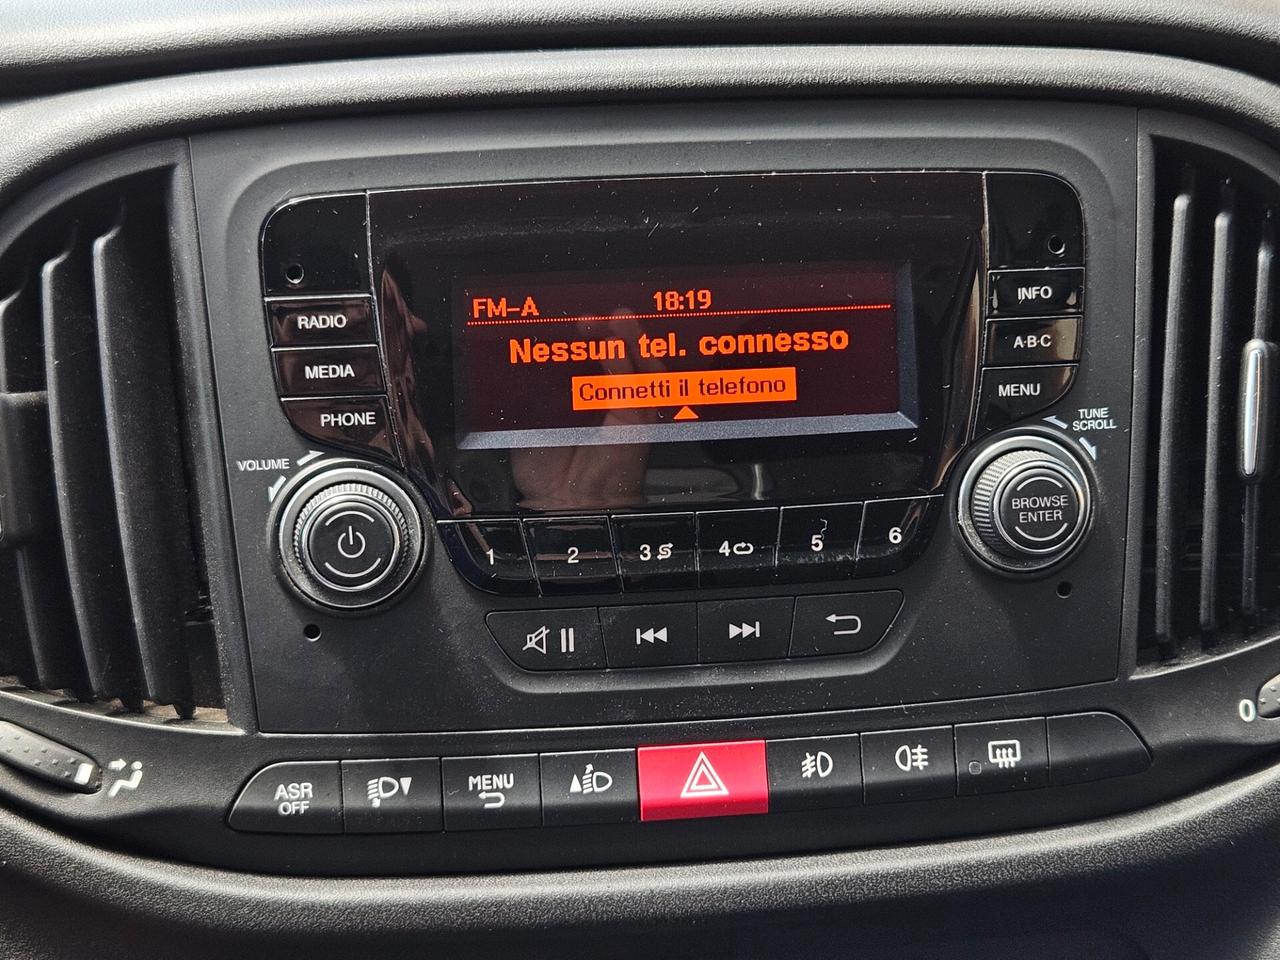 FM-A 18:19
Nessun tel. connesso
Connetti il telefono
RADIO
MEDIA
PHONE
INFO
A·B·C
MENU
VOLUME
TUNE
SCROLL
BROWSE
ENTER
1 2 3 4 5 6
ASR
OFF
MENU
0